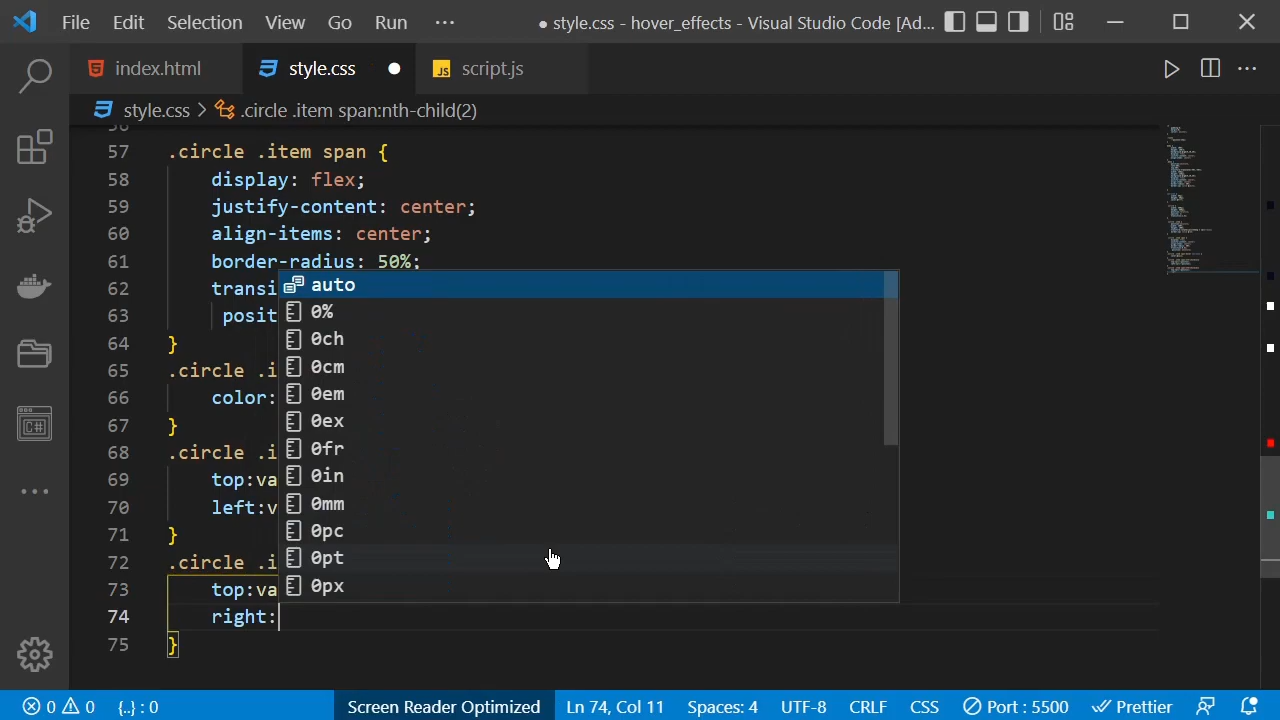 File Edit Selection View Go Run ··· ● style.css - hover_effects - Visual Studio Code [Ad...
index.html style.css ● JS script.js
style.css > .circle .item span:nth-child(2)
56
57 .circle .item span {
58 display: flex;
59 justify-content: center;
60 align-items: center;
61 border-radius: 50%;
62 transi
63 posit
64 }
65 .circle .i
66 color:
67 }
68 .circle .i
69 top:va
70 left:v
71 }
72 .circle .i
73 top:va
74 right:
75 }
auto
0%
0ch
0cm
0em
0ex
0fr
0in
0mm
0pc
0pt
0px
C#
0 0 {..} : 0 Screen Reader Optimized Ln 74, Col 11 Spaces: 4 UTF-8 CRLF CSS Port : 5500 Prettier